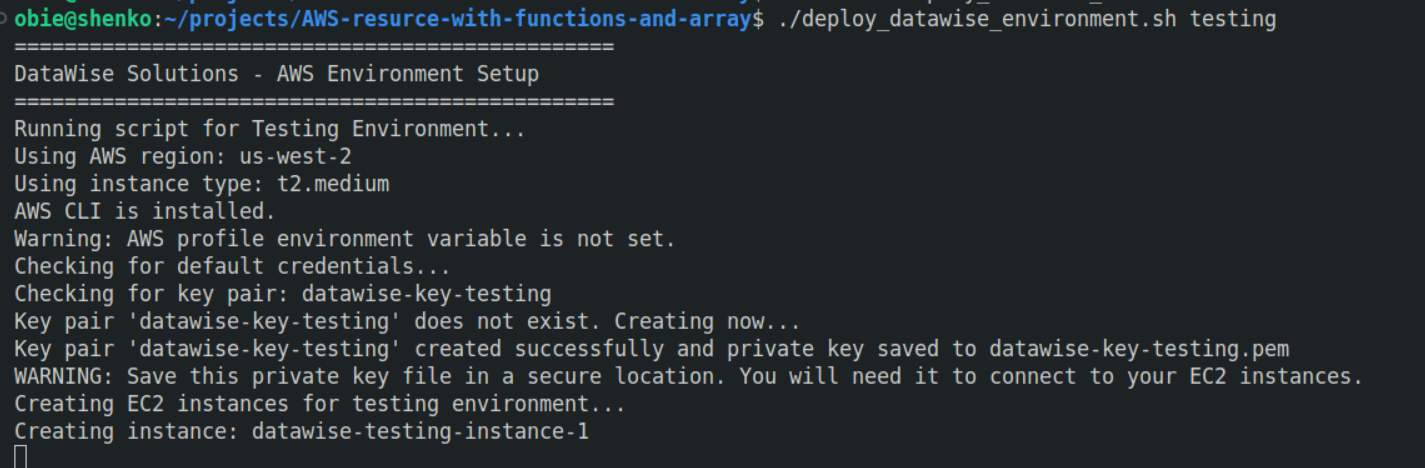 obie@shenko:~/projects/AWS-resurce-with-functions-and-array$ ./deploy_datawise_environment.sh testing
================================================
DataWise Solutions - AWS Environment Setup
================================================
Running script for Testing Environment...
Using AWS region: us-west-2
Using instance type: t2.medium
AWS CLI is installed.
Warning: AWS profile environment variable is not set.
Checking for default credentials...
Checking for key pair: datawise-key-testing
Key pair 'datawise-key-testing' does not exist. Creating now...
Key pair 'datawise-key-testing' created successfully and private key saved to datawise-key-testing.pem
WARNING: Save this private key file in a secure location. You will need it to connect to your EC2 instances.
Creating EC2 instances for testing environment...
Creating instance: datawise-testing-instance-1